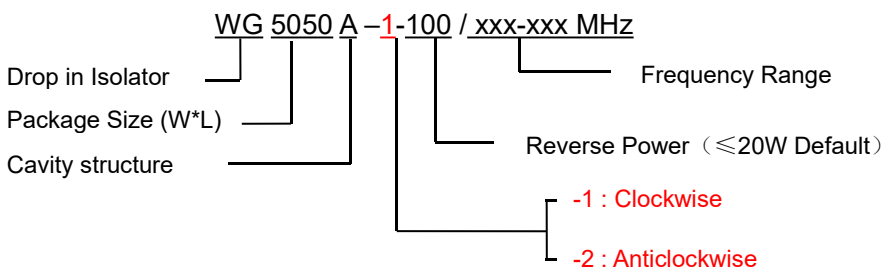 WG 5050 A –1-100 / xxx-xxx MHz
Drop in Isolator
Frequency Range
Package Size (W*L)
Reverse Power（≤20W Default）
Cavity structure
-1 : Clockwise
-2 : Anticlockwise